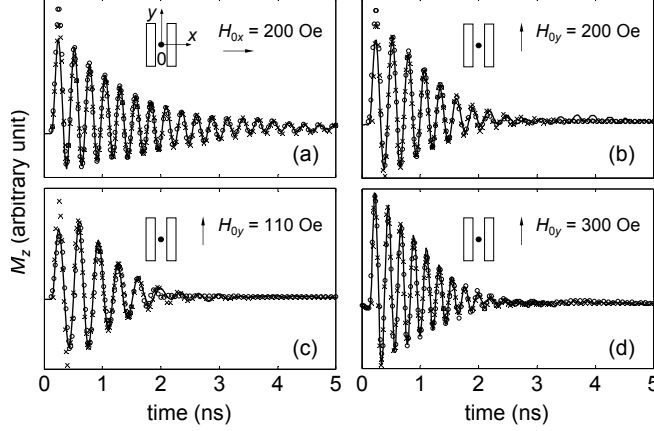 y
x
0
H0x = 200 Oe
(a)
H0y = 200 Oe
(b)
Mz (arbitrary unit)
H0y = 110 Oe
(c)
H0y = 300 Oe
(d)
0 1 2 3 4 5
0 1 2 3 4 5
time (ns)
time (ns)